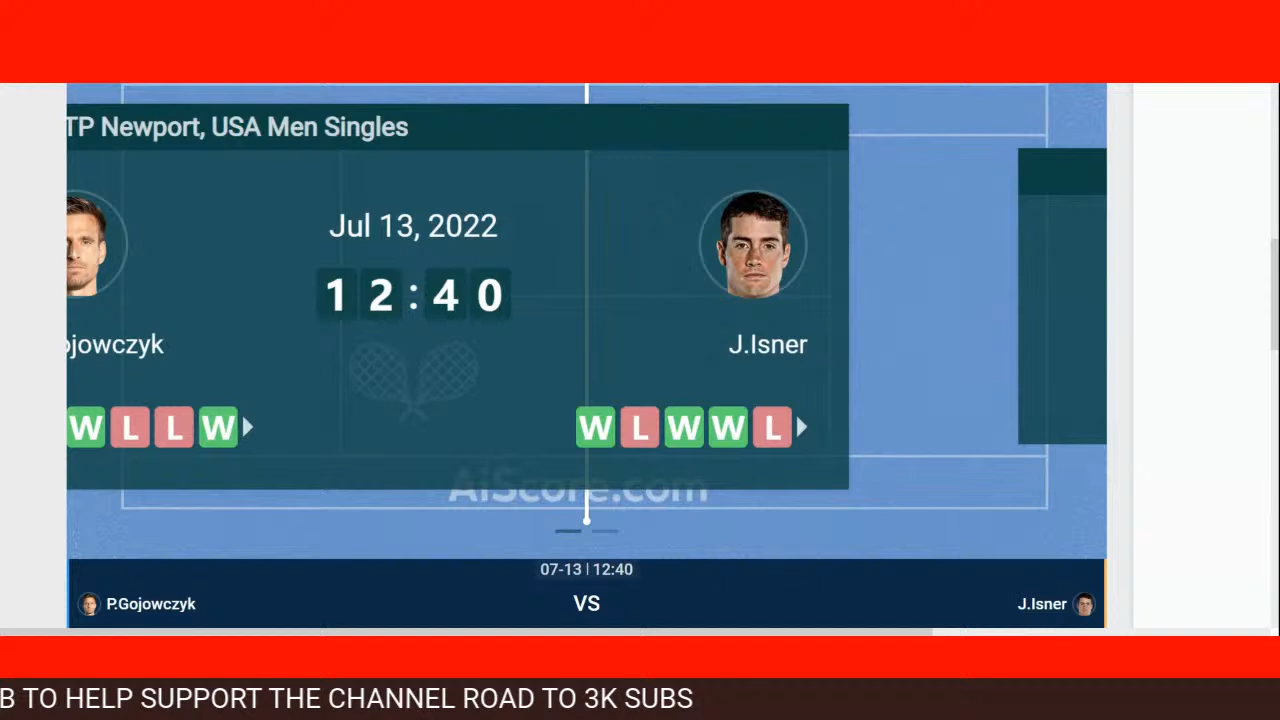 TP Newport, USA Men Singles
Jul 13, 2022
12:40
ojowczyk
J.Isner
W L L W
W L W W L
AiScore.com
07-13 | 12:40
P.Gojowczyk
VS
J.Isner
B TO HELP SUPPORT THE CHANNEL ROAD TO 3K SUBS